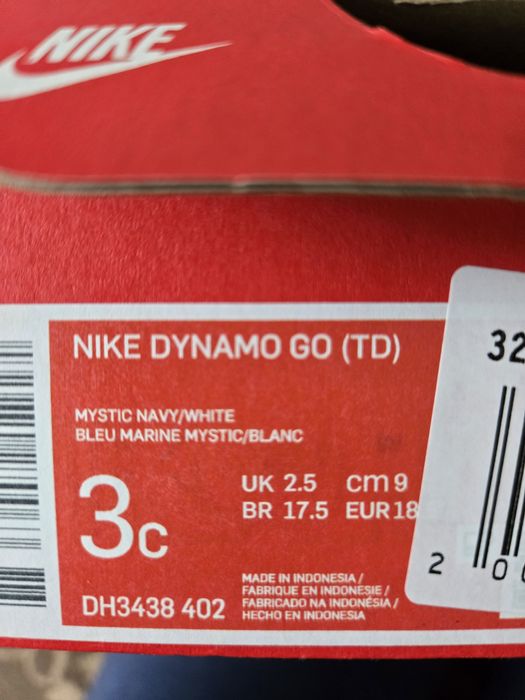 NIKE
NIKE DYNAMO GO (TD)
MYSTIC NAVY/WHITE
BLEU MARINE MYSTIC/BLANC
3C
UK 2.5 cm 9
BR 17.5 EUR 18
DH3438 402
MADE IN INDONESIA /
FABRIQUE EN INDONESIE /
FABRICADO NA INDONÉSIA /
HECHO EN INDONESIA
32
2 0